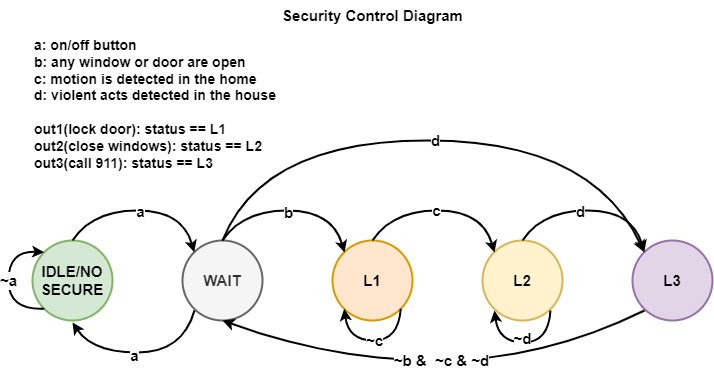 Security Control Diagram
a: on/off button
b: any window or door are open
c: motion is detected in the home
d: violent acts detected in the house
out1(lock door): status == L1
out2(close windows): status == L2
out3(call 911): status == L3
d
a
b
c
d
~a
IDLE/NO
SECURE
WAIT
L1
L2
L3
~c
~d
a
~b & ~c & ~d